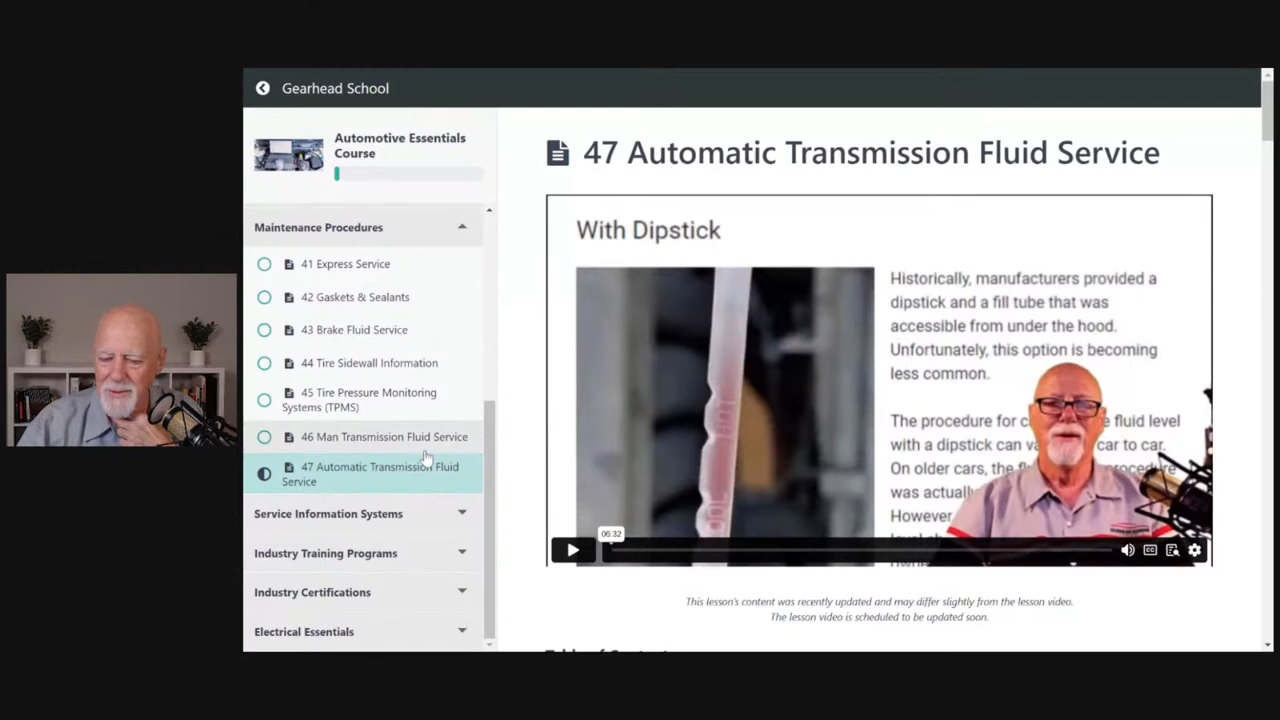 Gearhead School
Automotive Essentials
Course
Maintenance Procedures
41 Express Service
42 Gaskets & Sealants
43 Brake Fluid Service
44 Tire Sidewall Information
45 Tire Pressure Monitoring
Systems (TPMS)
46 Man Transmission Fluid Service
47 Automatic Transmission Fluid
Service
Service Information Systems
Industry Training Programs
Industry Certifications
Electrical Essentials
47 Automatic Transmission Fluid Service
With Dipstick
Historically, manufacturers provided a
dipstick and a fill tube that was
accessible from under the hood.
Unfortunately, this option is becoming
less common.
The procedure for c fluid level
with a dipstick can va car to car.
On older cars, the
was actually
However
06:32
CC
This lesson's content was recently updated and may differ slightly from the lesson video.
The lesson video is scheduled to be updated soon.